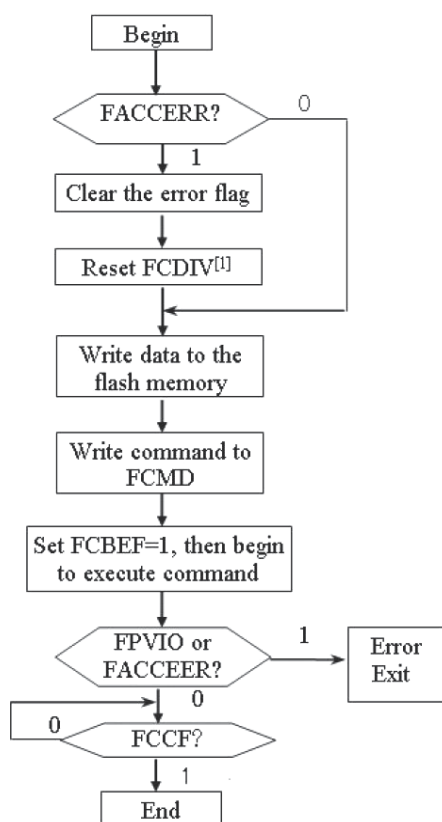 Begin
FACCERR?
0
1
Clear the error flag
Reset FCDIV[1]
Write data to the
flash memory
Write command to
FCMD
Set FCBEF=1, then begin
to execute command
FPVIO or
FACCEER?
1
Error
Exit
0
0
FCCF?
1
End